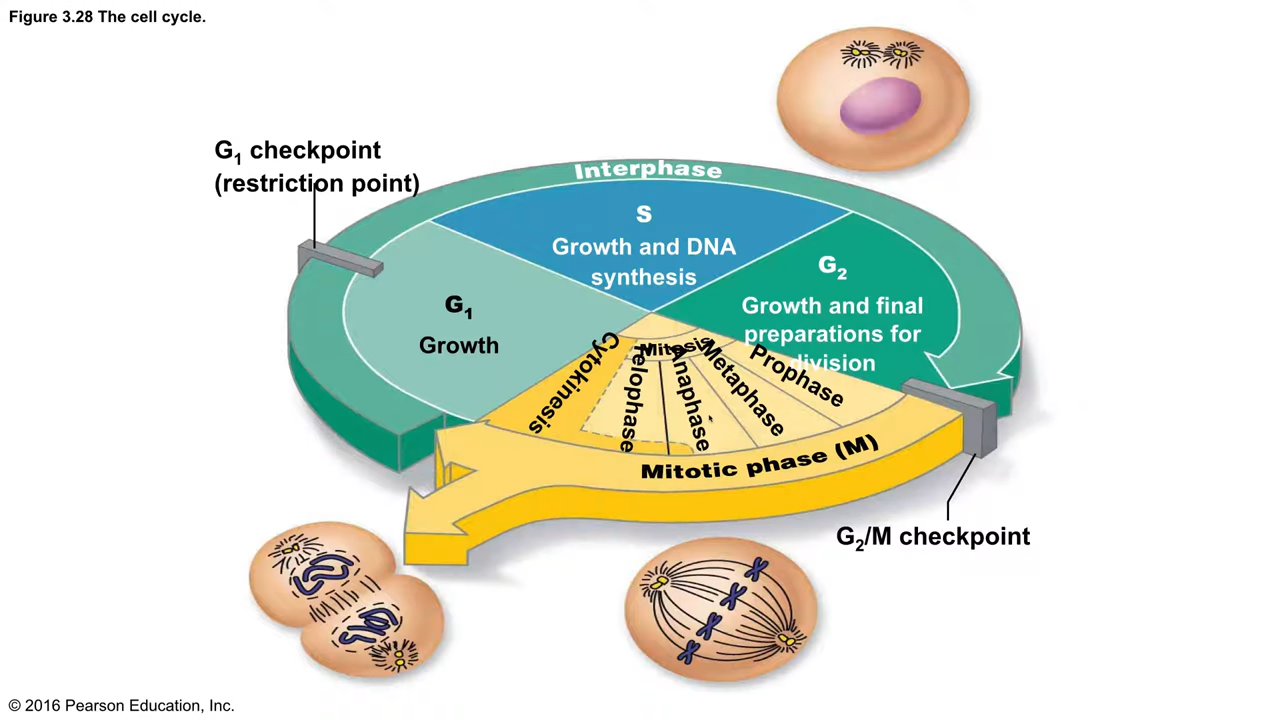 Figure 3.28 The cell cycle.
G₁ checkpoint
(restriction point)
Interphase
S
Growth and DNA
synthesis
G₂
Growth and final
preparations for
division
G₁
Growth
Cytokinesis
Mitosis
Telophase
Anaphase
Metaphase
Prophase
Mitotic phase (M)
G₂/M checkpoint
© 2016 Pearson Education, Inc.